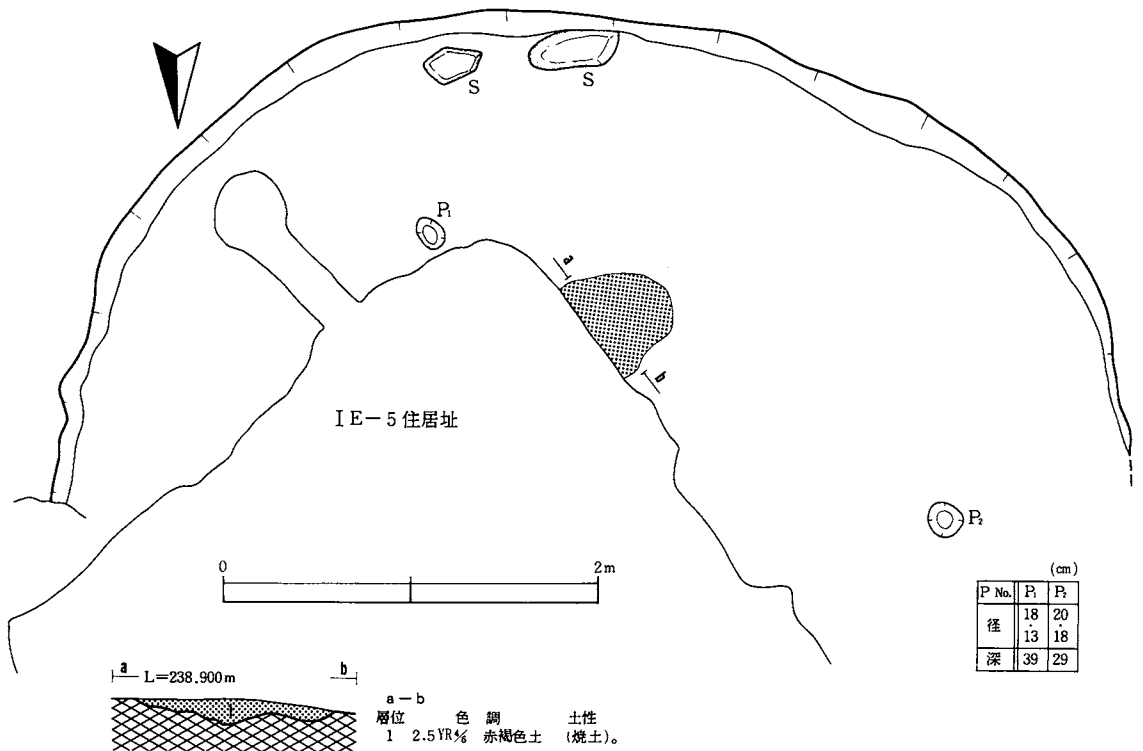 S
S
P₁
a
b
IE-5住居址
P₂
0 2m
(cm)
P No. P₁ P₂
径 18・13 20・18
深 39 29
a L=238,900m b
a-b
層位 色調 土性
1 2.5YR4/6 赤褐色土 (焼土)。